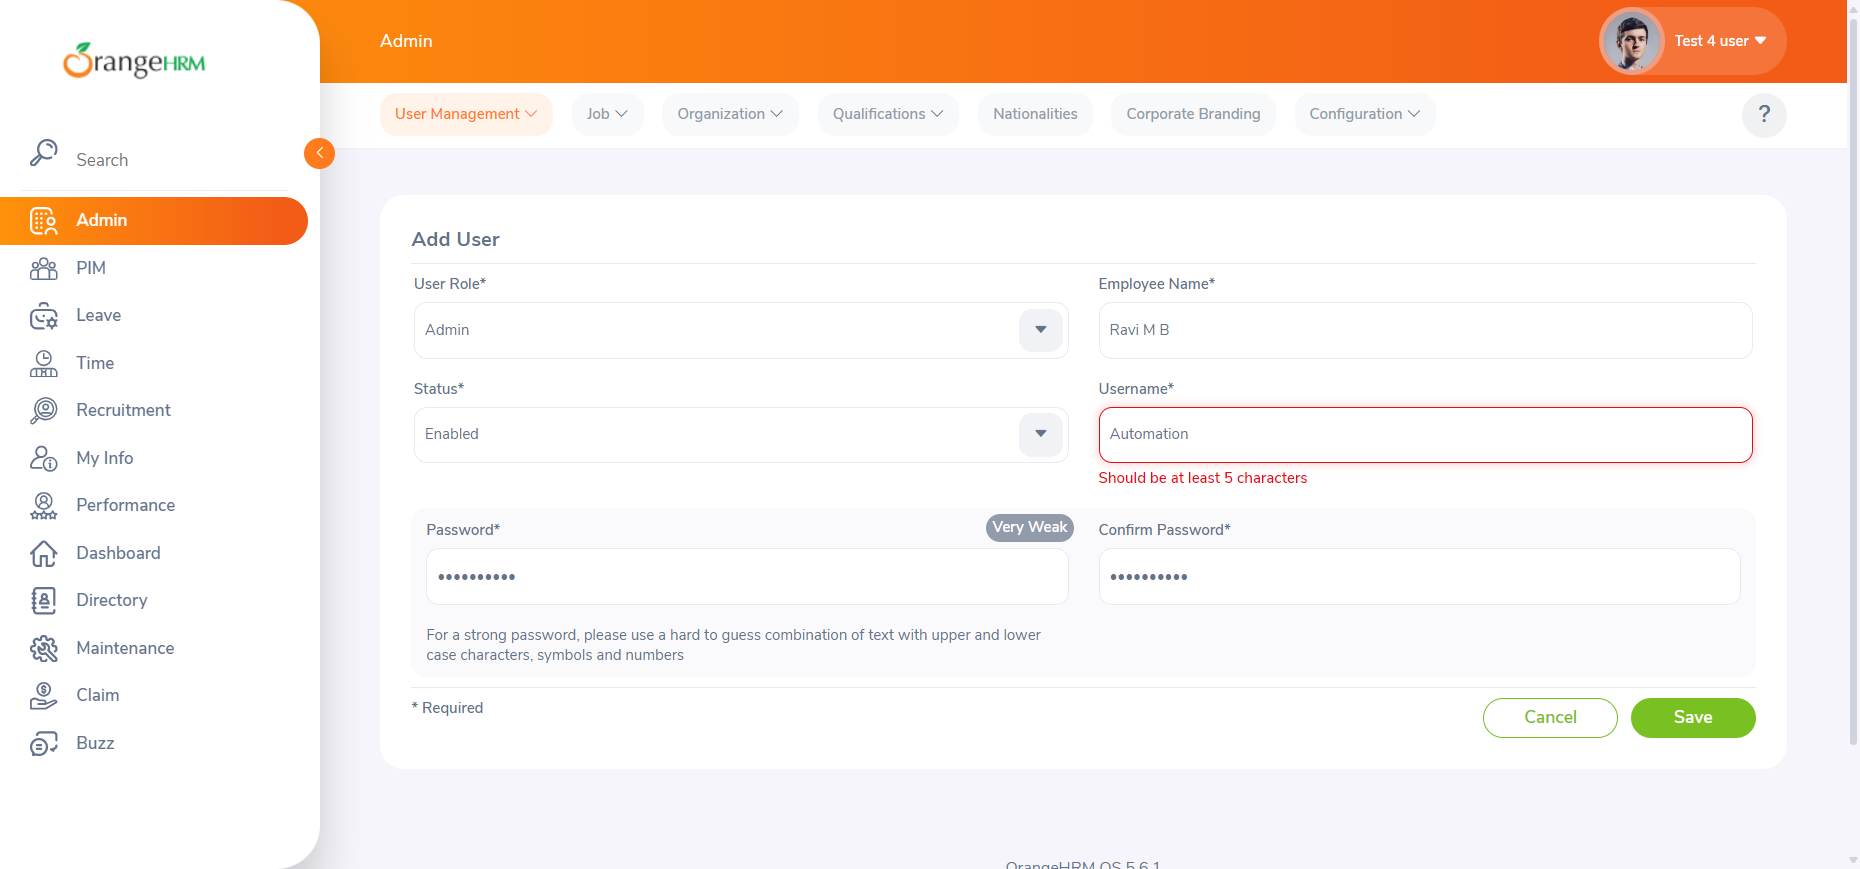 OrangeHRM
Admin
Test 4 user
User Management
Job
Organization
Qualifications
Nationalities
Corporate Branding
Configuration
?
Search
Admin
PIM
Leave
Time
Recruitment
My Info
Performance
Dashboard
Directory
Maintenance
Claim
Buzz
Add User
User Role*
Admin
Employee Name*
Ravi M B
Status*
Enabled
Username*
Automation
Should be at least 5 characters
Password*
Very Weak
••••••••••
Confirm Password*
••••••••••
For a strong password, please use a hard to guess combination of text with upper and lower
case characters, symbols and numbers
* Required
Cancel
Save
OrangeHRM OS 5.6.1